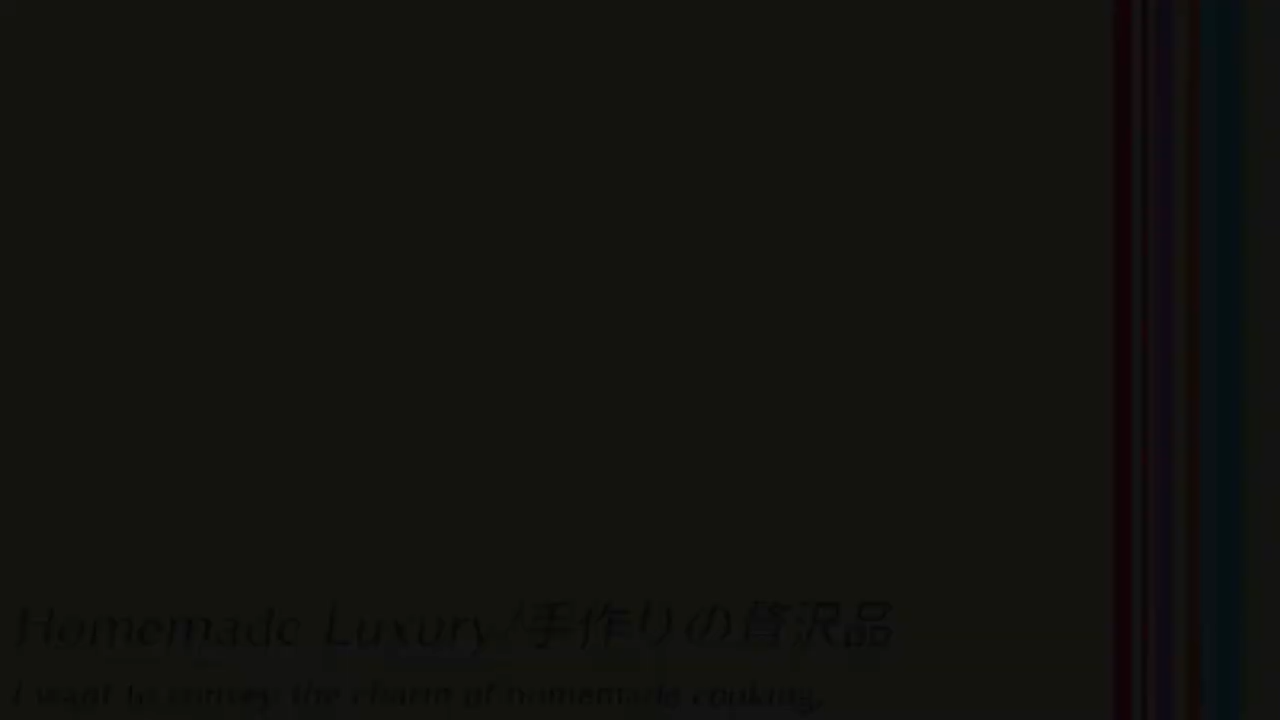 Homemade Luxury/手作りの贅沢品
I want to convey the charm of homemade cooking.